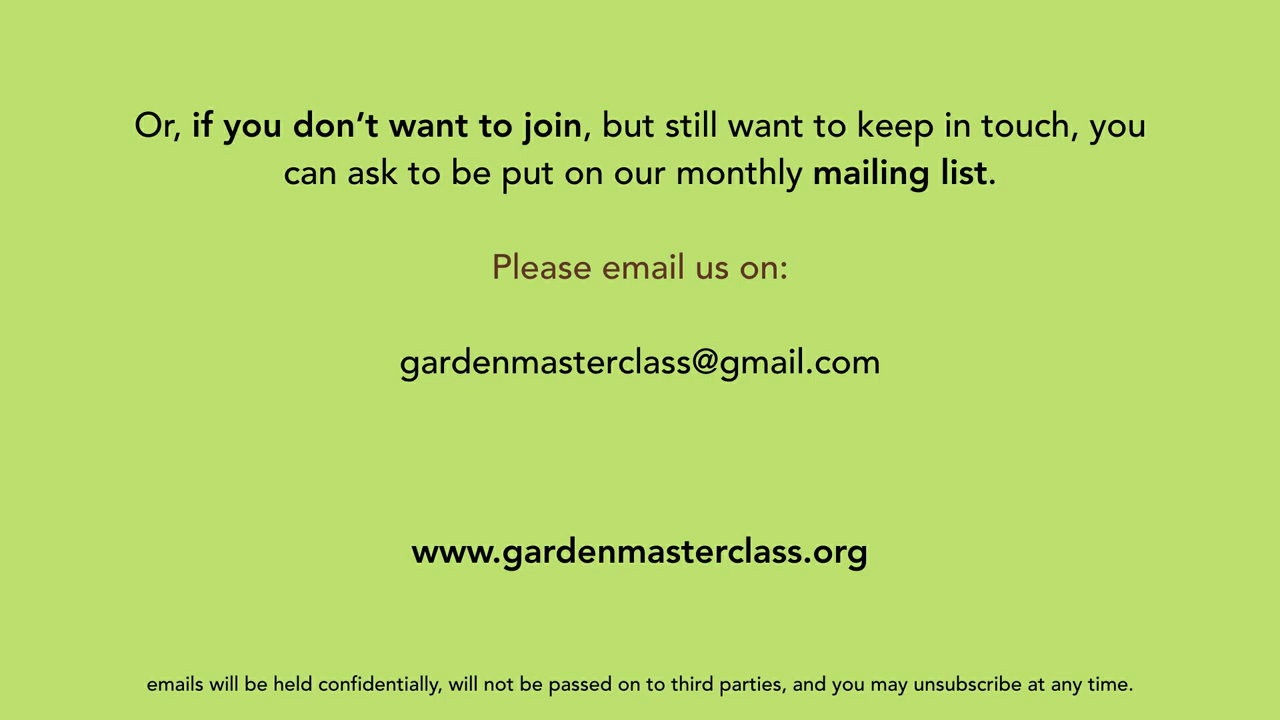 Or, if you don’t want to join, but still want to keep in touch, you
can ask to be put on our monthly mailing list.
Please email us on:
gardenmasterclass@gmail.com
www.gardenmasterclass.org
emails will be held confidentially, will not be passed on to third parties, and you may unsubscribe at any time.